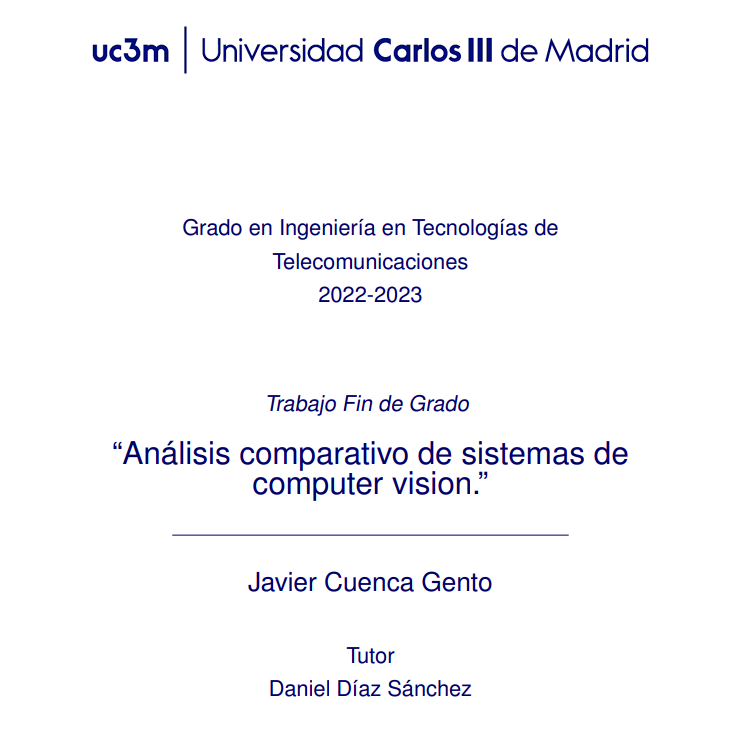 uc3m | Universidad Carlos III de Madrid
Grado en Ingeniería en Tecnologías de
Telecomunicaciones
2022-2023
Trabajo Fin de Grado
“Análisis comparativo de sistemas de
computer vision.”
Javier Cuenca Gento
Tutor
Daniel Díaz Sánchez